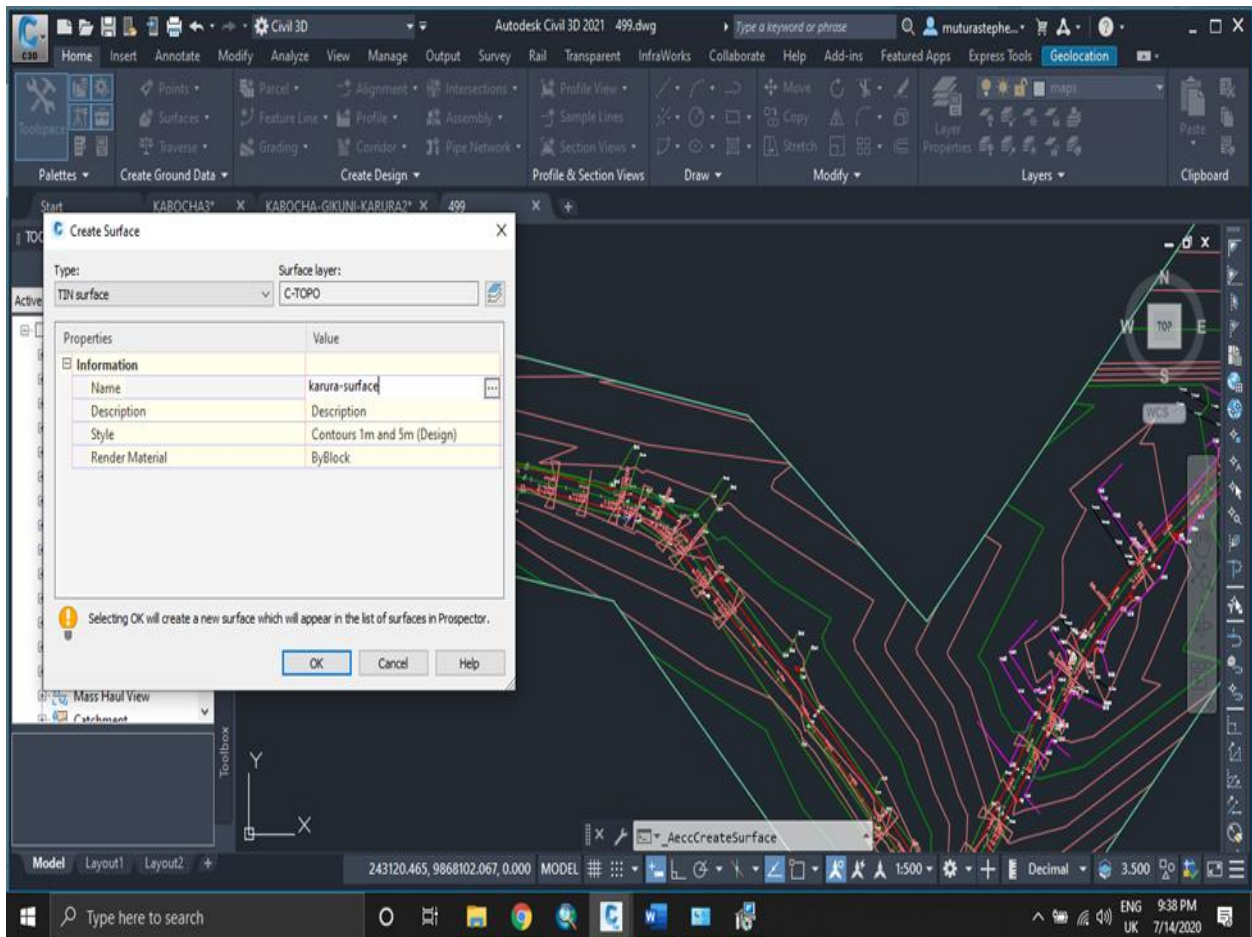 Civil 3D Autodesk Civil 3D 2021 499.dwg Type a keyword or phrase muturastephe...
C3D Home Insert Annotate Modify Analyze View Manage Output Survey Rail Transparent InfraWorks Collaborate Help Add-ins Featured Apps Express Tools Geolocation
Toolspace
Points Parcel Alignment Intersections Profile View Move maps
Surfaces Feature Line Profile Assembly Sample Lines Copy
Traverse Grading Corridor Pipe Network Section Views Stretch
Layer Properties
Paste
Palettes Create Ground Data Create Design Profile & Section Views Draw Modify Layers Clipboard
Start KABOCHA3* X KABOCHA-GIKUNI-KARURA2* X 499 X +
TOO
Create Surface X
Active
Type: Surface layer:
TIN surface C-TOPO
Properties Value
Information
Name karura-surface ...
Description Description
Style Contours 1m and 5m (Design)
Render Material ByBlock
Selecting OK will create a new surface which will appear in the list of surfaces in Prospector.
OK Cancel Help
N
W TOP E
S
WCS
Mass Haul View
Catchment
Toolbox
Y
X
_AeccCreateSurface
Model Layout1 Layout2 + 243120.465, 9868102.067, 0.000 MODEL 1:500 Decimal 3.500
Type here to search
ENG 9:38 PM
UK 7/14/2020